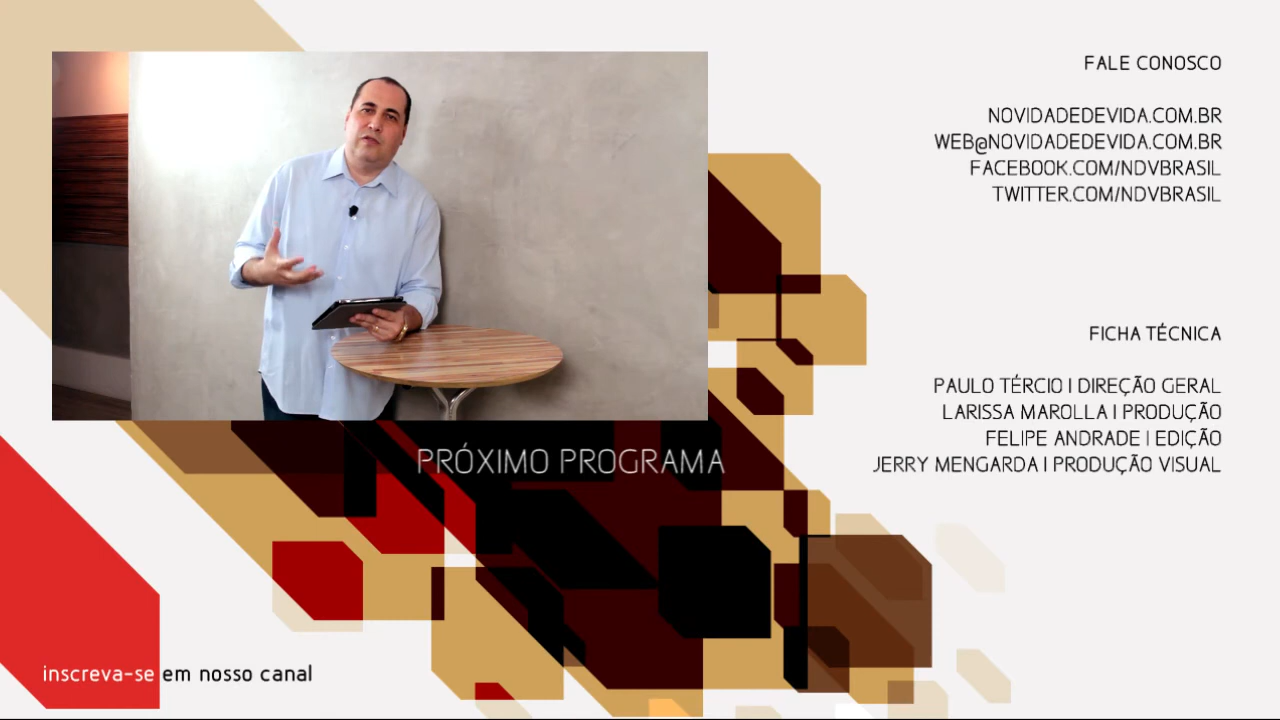 FALE CONOSCO
NOVIDADEDEVIDA.COM.BR
WEB@NOVIDADEDEVIDA.COM.BR
FACEBOOK.COM/NDVBRASIL
TWITTER.COM/NDVBRASIL
FICHA TÉCNICA
PAULO TÉRCIO | DIREÇÃO GERAL
LARISSA MAROLLA | PRODUÇÃO
FELIPE ANDRADE | EDIÇÃO
JERRY MENGARDA | PRODUÇÃO VISUAL
PRÓXIMO PROGRAMA
inscreva-se em nosso canal